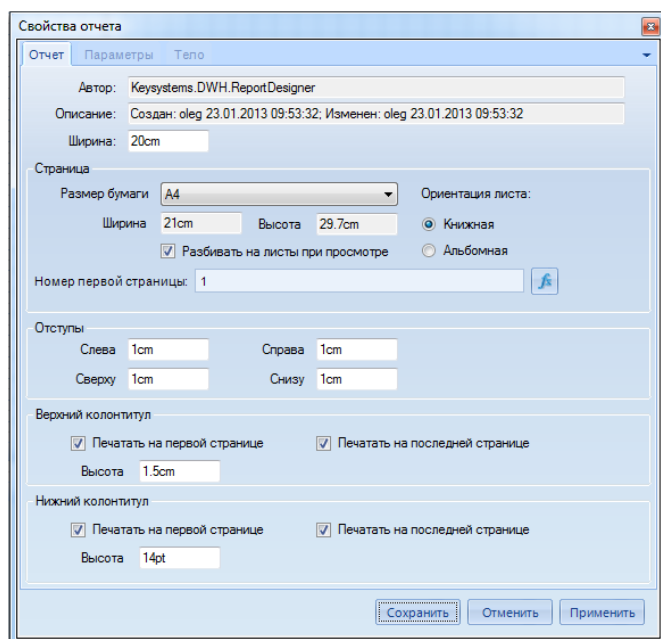 Свойства отчета
Отчет Параметры Тело
Автор: Keysystems.DWH.ReportDesigner
Описание: Создан: oleg 23.01.2013 09:53:32; Изменен: oleg 23.01.2013 09:53:32
Ширина: 20cm
Страница
Размер бумаги A4 Ориентация листа:
Ширина 21cm Высота 29.7cm Книжная
Разбивать на листы при просмотре Альбомная
Номер первой страницы: 1 fx
Отступы
Слева 1cm Справа 1cm
Сверху 1cm Снизу 1cm
Верхний колонтитул
Печатать на первой странице Печатать на последней странице
Высота 1.5cm
Нижний колонтитул
Печатать на первой странице Печатать на последней странице
Высота 14pt
Сохранить Отменить Применить